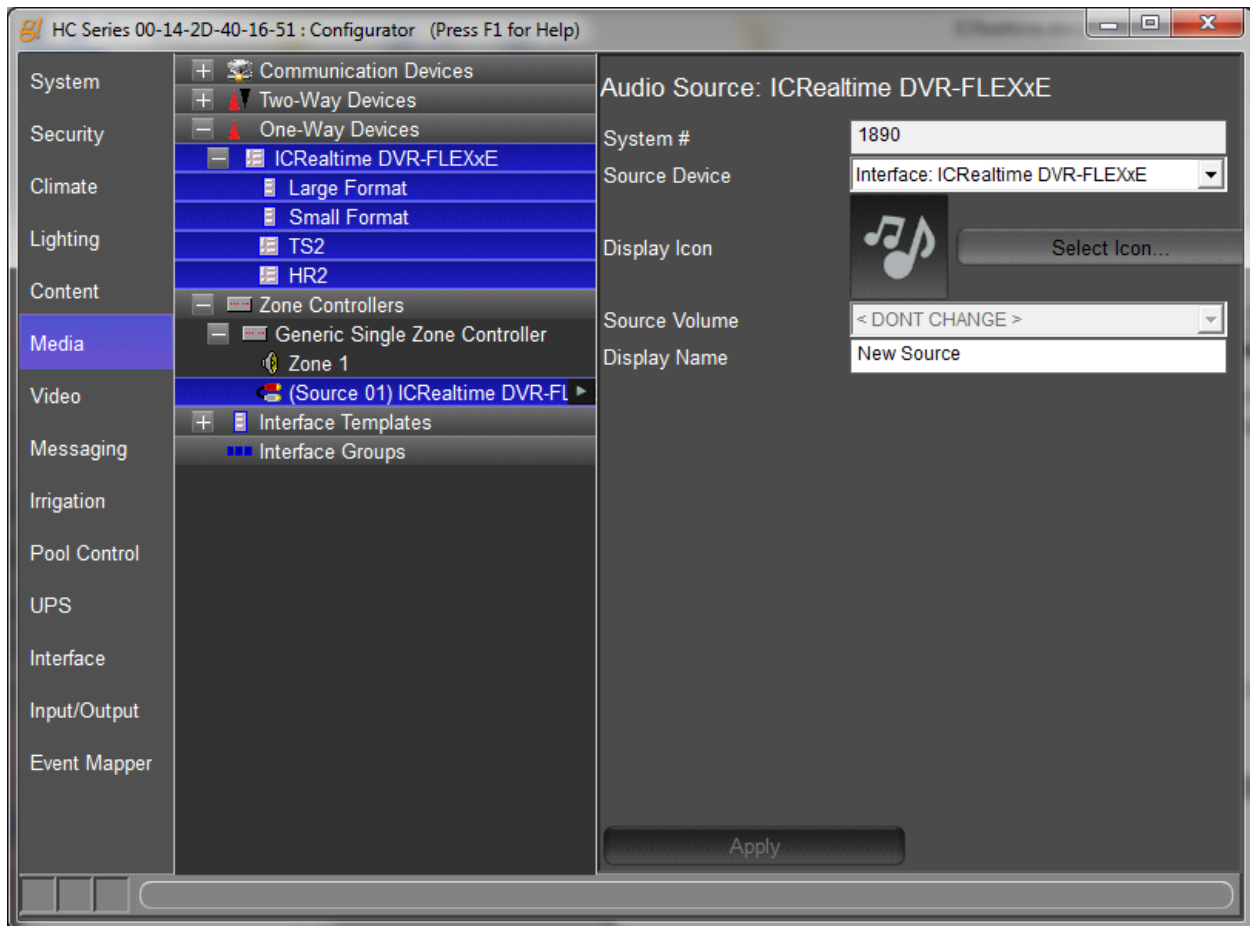 g! HC Series 00-14-2D-40-16-51 : Configurator (Press F1 for Help)
System
Security
Climate
Lighting
Content
Media
Video
Messaging
Irrigation
Pool Control
UPS
Interface
Input/Output
Event Mapper
Communication Devices
Two-Way Devices
One-Way Devices
ICRealtime DVR-FLEXxE
Large Format
Small Format
TS2
HR2
Zone Controllers
Generic Single Zone Controller
Zone 1
(Source 01) ICRealtime DVR-FL
Interface Templates
Interface Groups
Audio Source: ICRealtime DVR-FLEXxE
System # 1890
Source Device Interface: ICRealtime DVR-FLEXxE
Display Icon Select Icon...
Source Volume < DONT CHANGE >
Display Name New Source
Apply